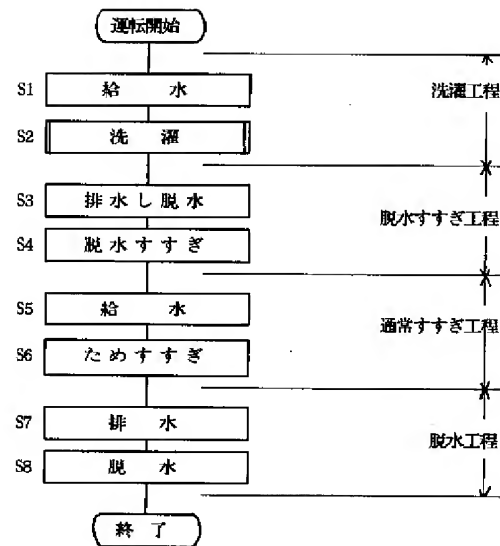 運転開始
S1 給水
洗濯工程
S2 洗濯
S3 排水し脱水
脱水すすぎ工程
S4 脱水すすぎ
S5 給水
通常すすぎ工程
S6 ためすすぎ
S7 排水
脱水工程
S8 脱水
終了